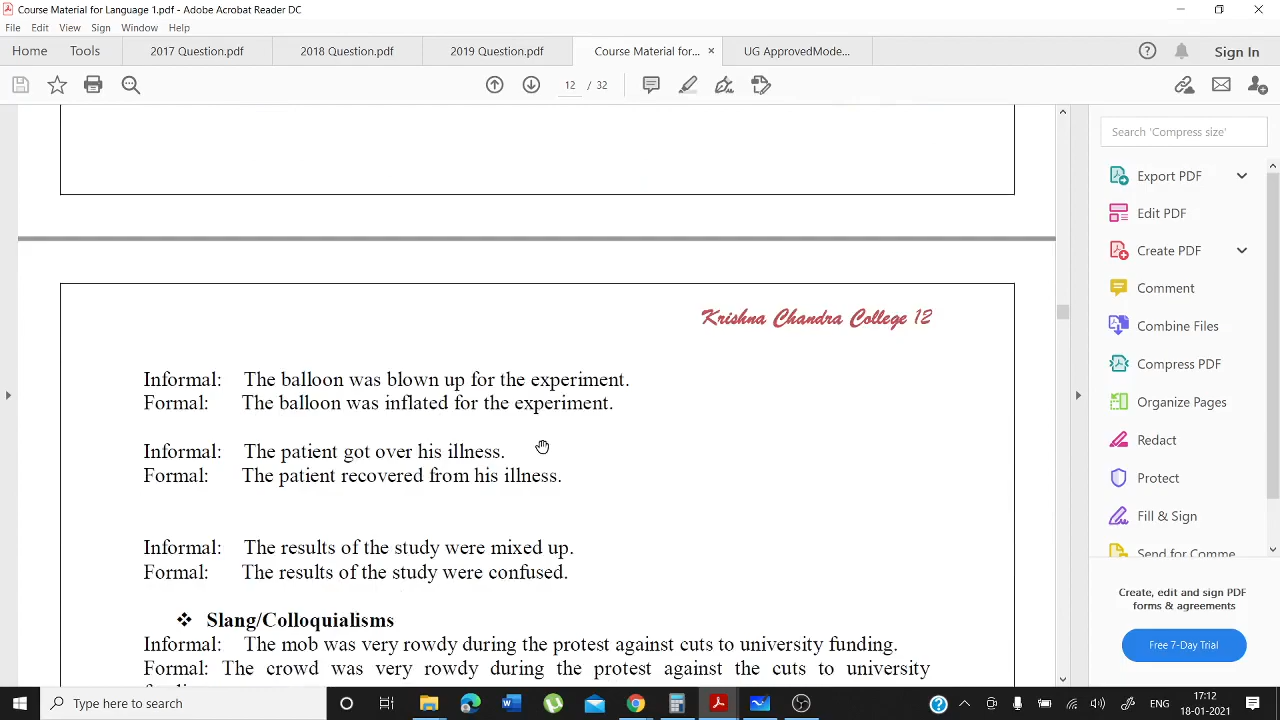 Course Material for Language 1.pdf - Adobe Acrobat Reader DC
File Edit View Sign Window Help
Home Tools 2017 Question.pdf 2018 Question.pdf 2019 Question.pdf Course Material for... × UG ApprovedMode... Sign In
12 / 32
Search 'Compress size'
Export PDF
Edit PDF
Create PDF
Comment
Combine Files
Compress PDF
Organize Pages
Redact
Protect
Fill & Sign
Send for Comme
Create, edit and sign PDF
forms & agreements
Free 7-Day Trial
Krishna Chandra College 12
Informal: The balloon was blown up for the experiment.
Formal: The balloon was inflated for the experiment.
Informal: The patient got over his illness.
Formal: The patient recovered from his illness.
Informal: The results of the study were mixed up.
Formal: The results of the study were confused.
❖ Slang/Colloquialisms
Informal: The mob was very rowdy during the protest against cuts to university funding.
Formal: The crowd was very rowdy during the protest against the cuts to university
Type here to search
ENG
17:12
18-01-2021